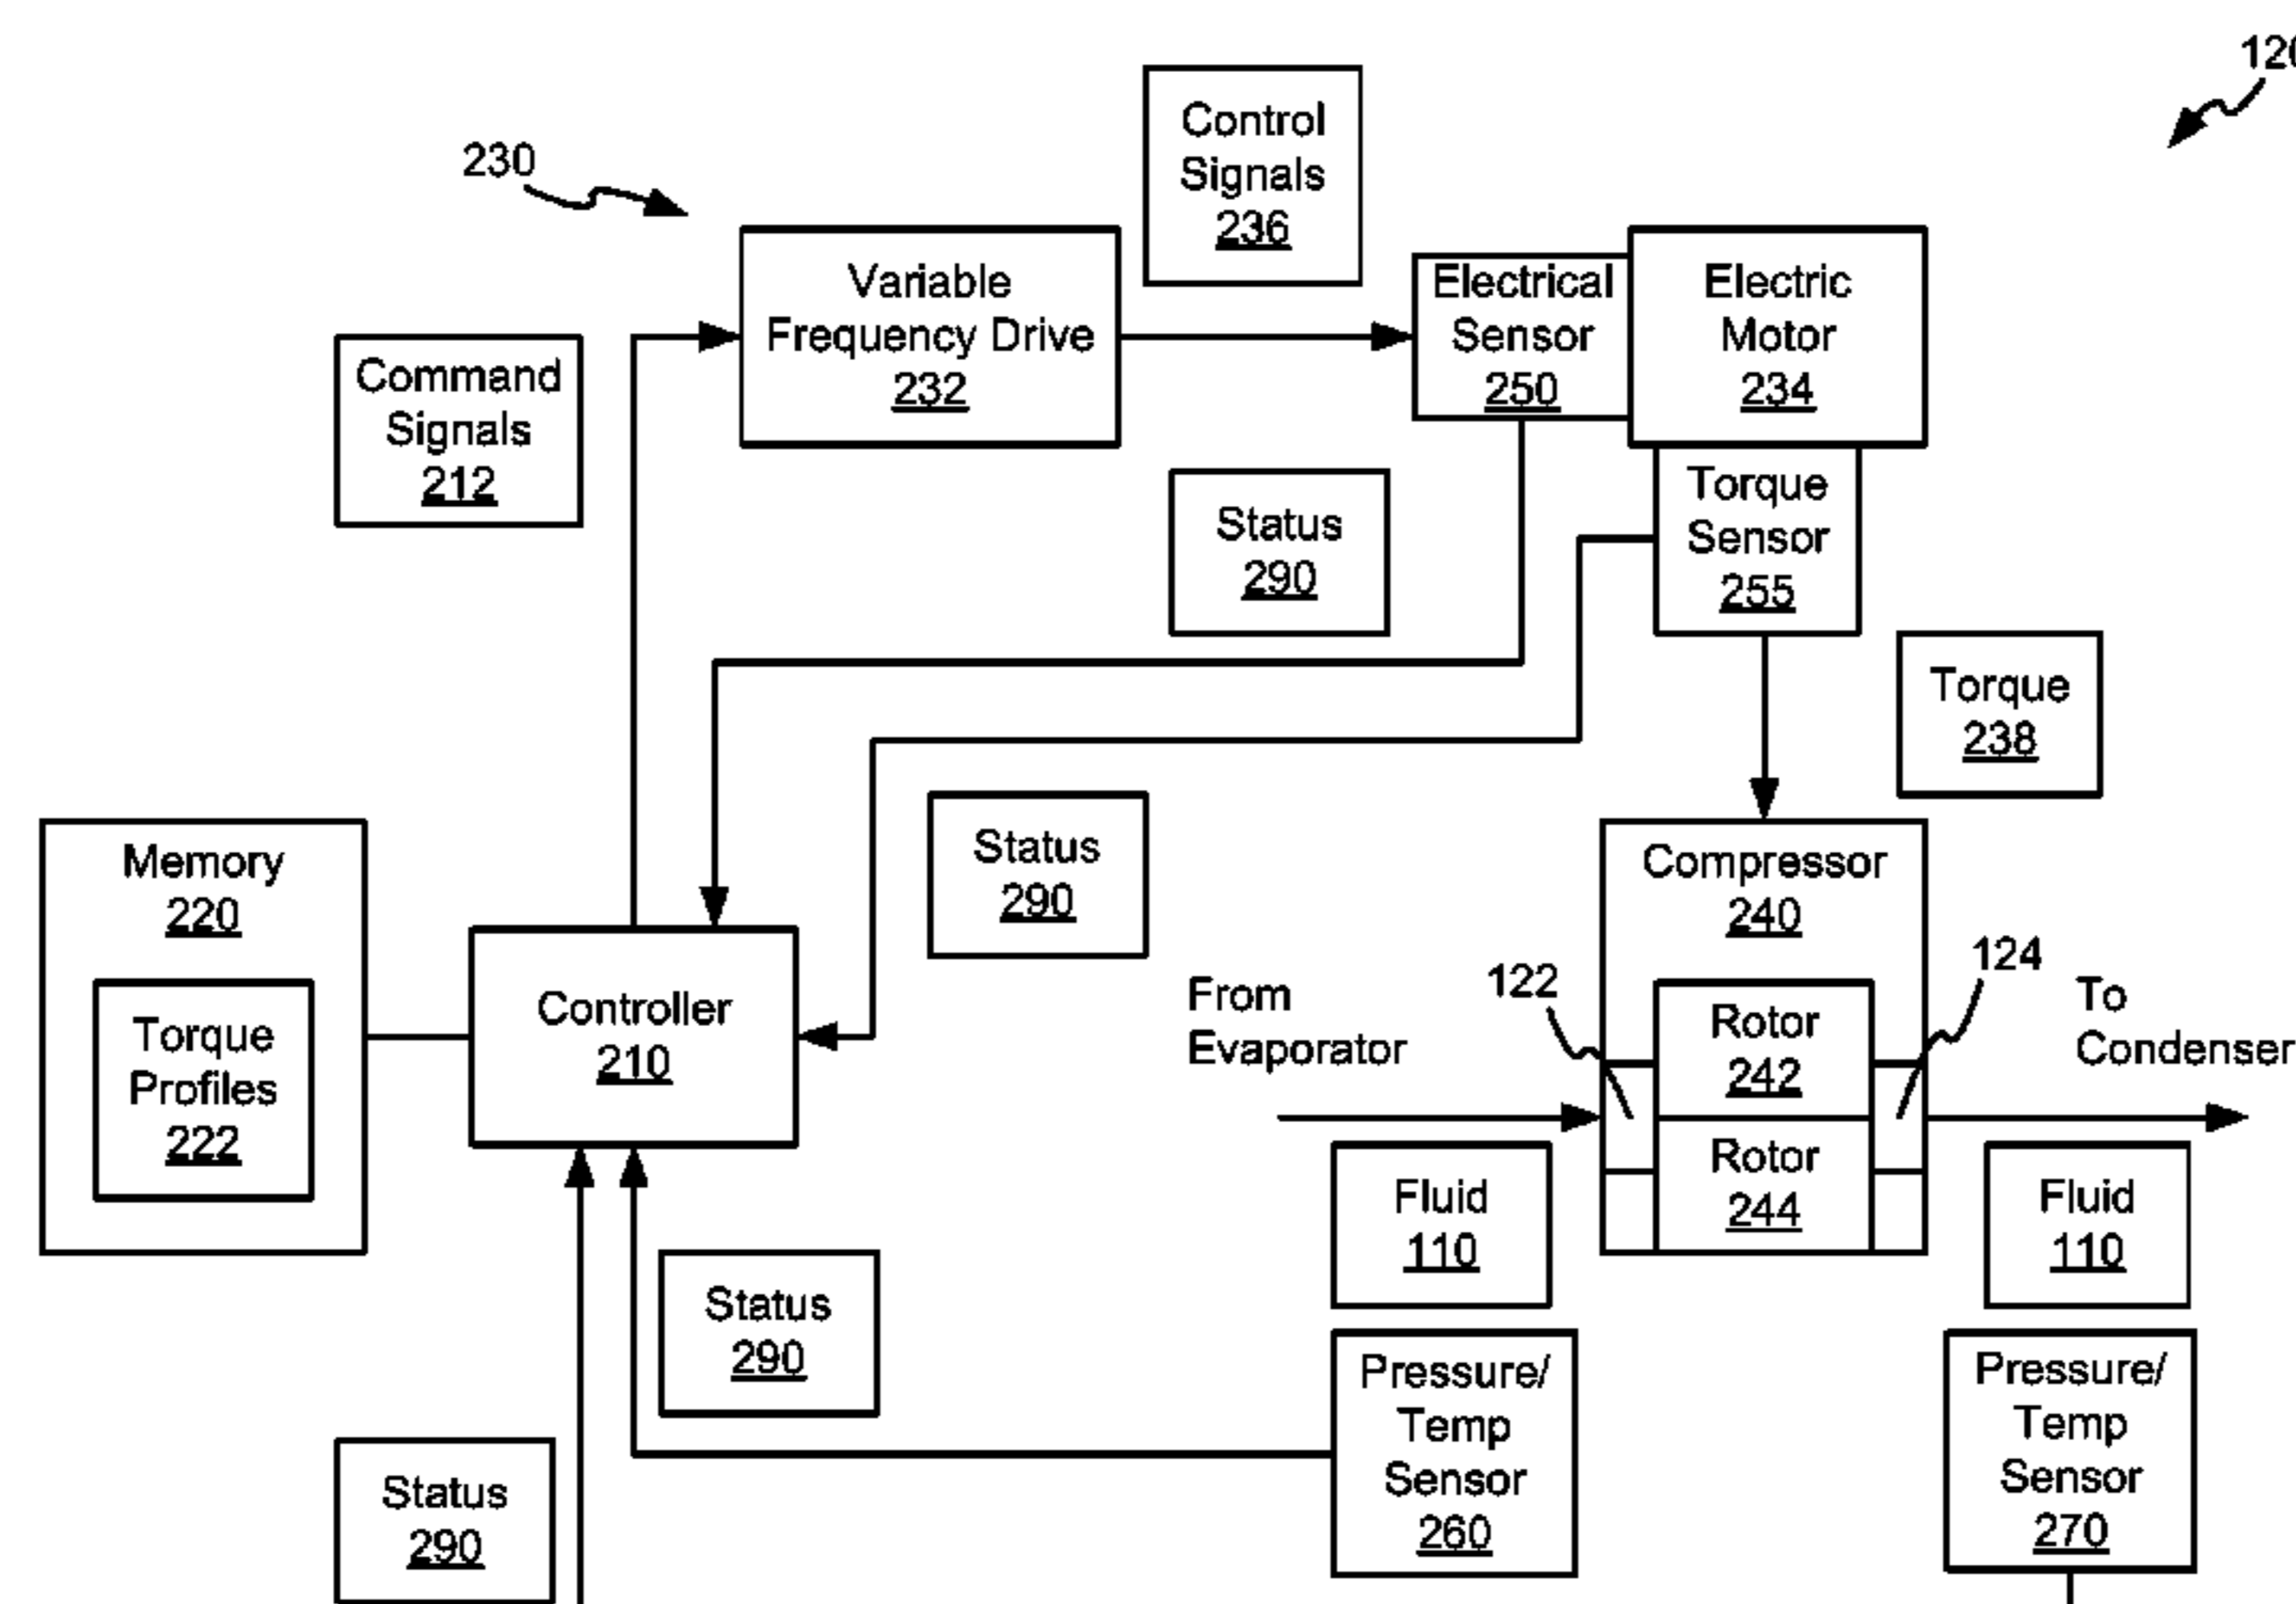 120
230
Control
Signals
236
Variable
Frequency Drive
232
Electrical
Sensor
250
Electric
Motor
234
Command
Signals
212
Status
290
Torque
Sensor
255
Torque
238
Memory
220
Torque
Profiles
222
Controller
210
Status
290
Compressor
240
122
124
From
Evaporator
Rotor
242
Rotor
244
To
Condenser
Fluid
110
Fluid
110
Status
290
Pressure/
Temp
Sensor
260
Pressure/
Temp
Sensor
270
Status
290